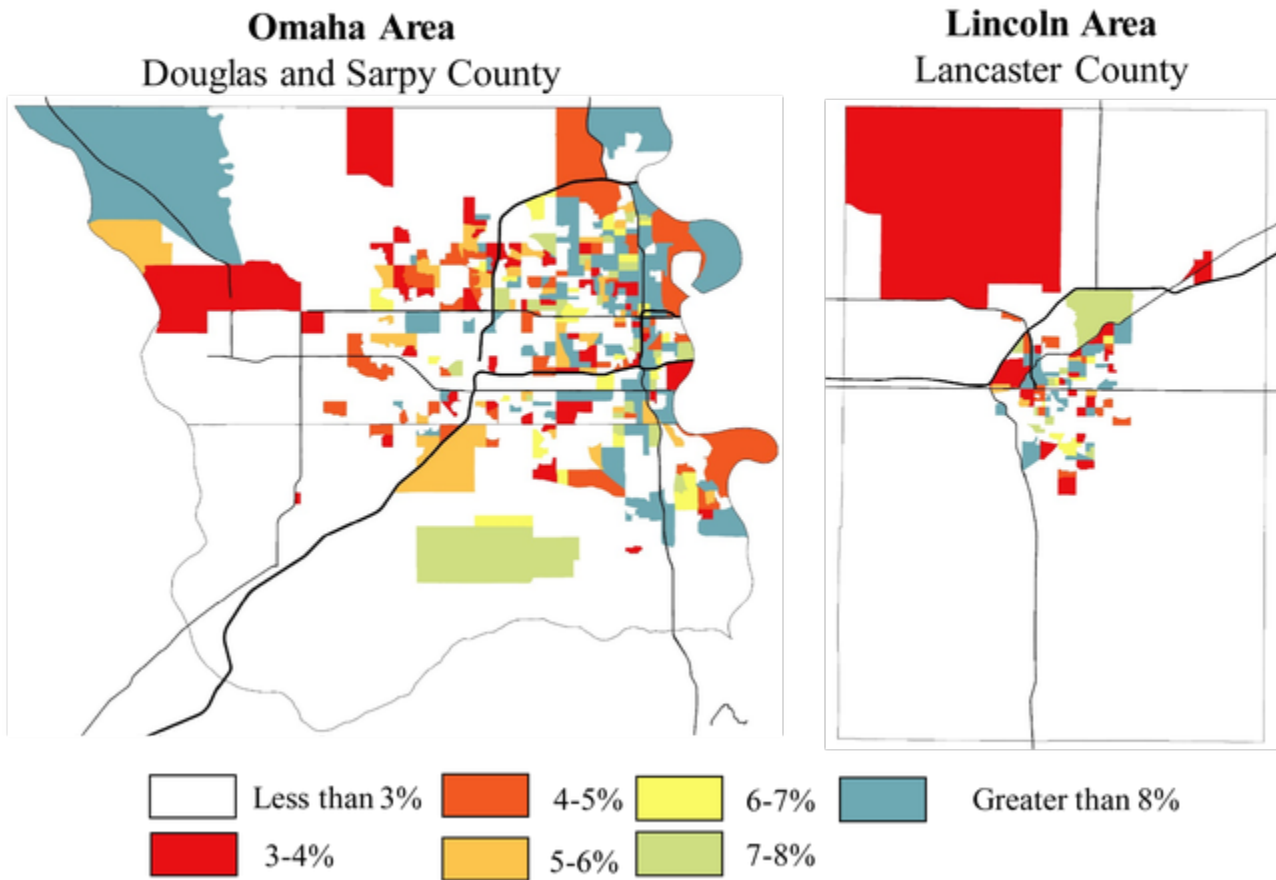 Omaha Area
Douglas and Sarpy County
Lincoln Area
Lancaster County
Less than 3%
4-5%
6-7%
Greater than 8%
3-4%
5-6%
7-8%